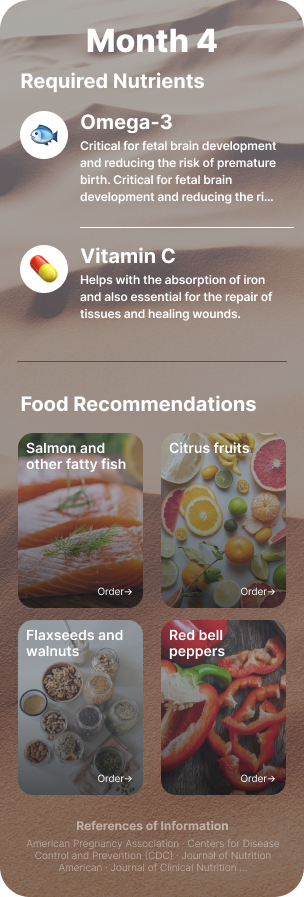 Month 4
Required Nutrients
Omega-3
Critical for fetal brain development
and reducing the risk of premature
birth. Critical for fetal brain
development and reducing the ri...
Vitamin C
Helps with the absorption of iron
and also essential for the repair of
tissues and healing wounds.
Food Recommendations
Salmon and
other fatty fish
Order→
Citrus fruits
Order→
Flaxseeds and
walnuts
Order→
Red bell
peppers
Order→
References of Information
American Pregnancy Association · Centers for Disease
Control and Prevention (CDC) · Journal of Nutrition
American · Journal of Clinical Nutrition ...